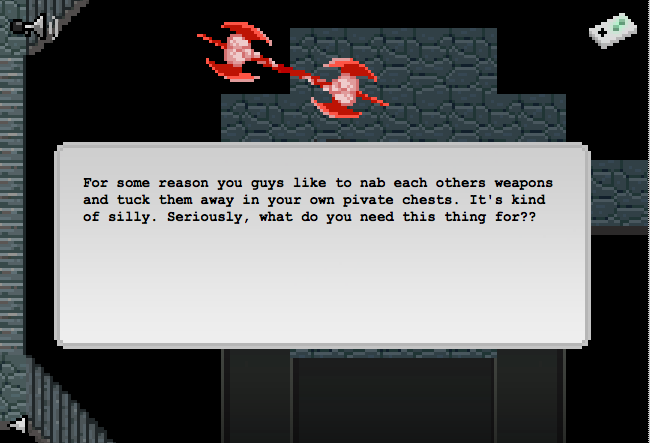 For some reason you guys like to nab each others weapons
and tuck them away in your own pivate chests. It's kind
of silly. Seriously, what do you need this thing for??